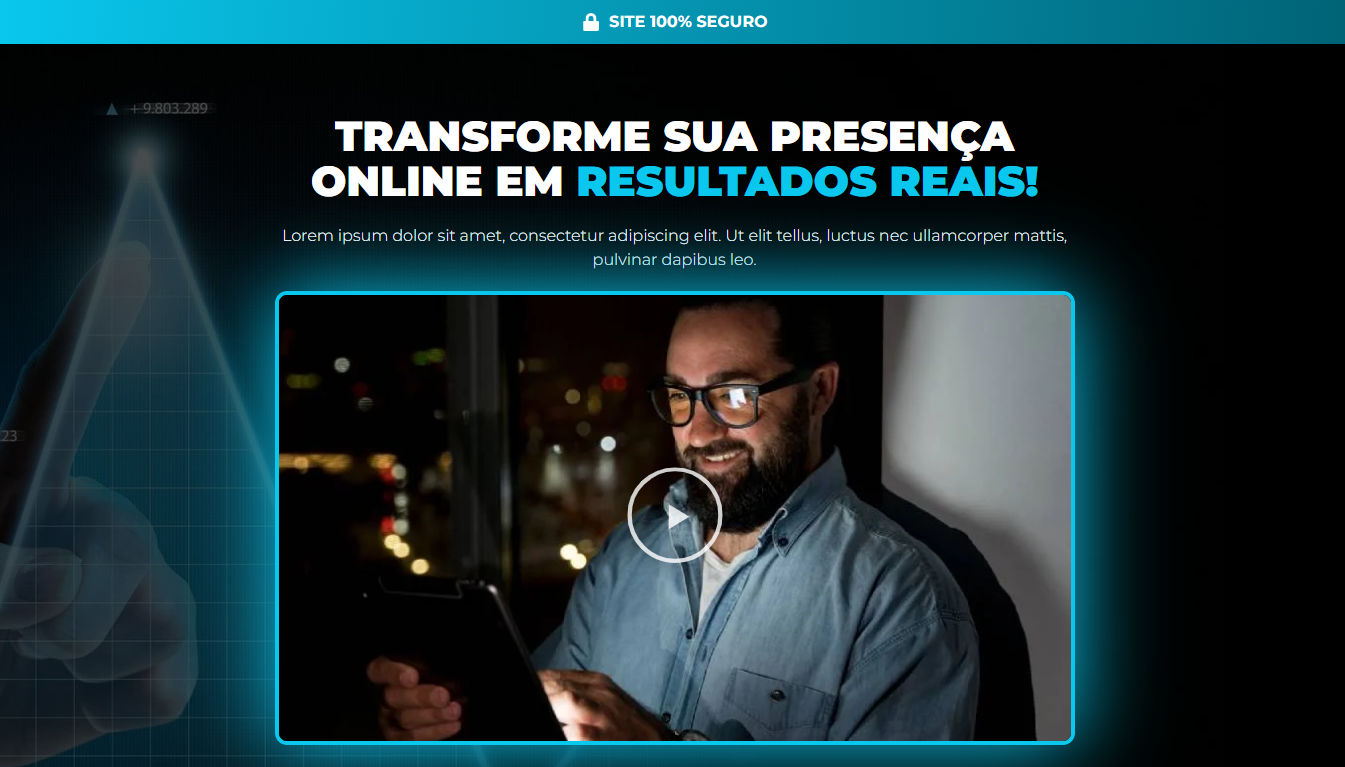 SITE 100% SEGURO
+ 9.803.289
TRANSFORME SUA PRESENÇA
ONLINE EM RESULTADOS REAIS!
Lorem ipsum dolor sit amet, consectetur adipiscing elit. Ut elit tellus, luctus nec ullamcorper mattis,
pulvinar dapibus leo.
23